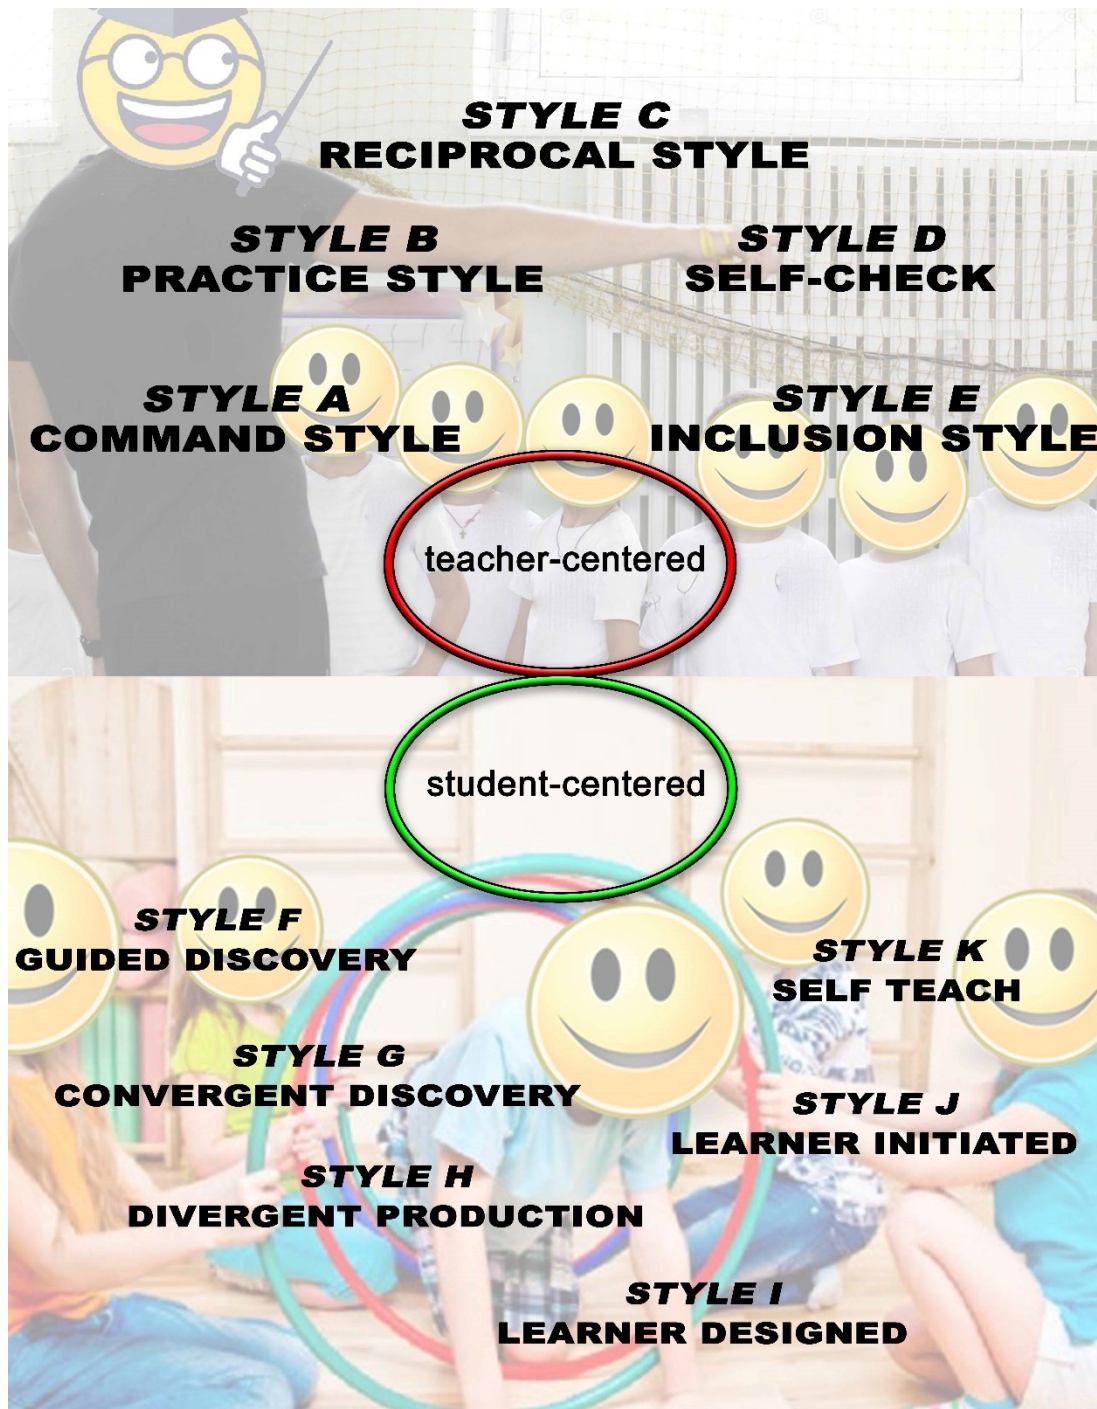 STYLE C
RECIPROCAL STYLE
STYLE B
PRACTICE STYLE
STYLE D
SELF-CHECK
STYLE A
COMMAND STYLE
STYLE E
INCLUSION STYLE
teacher-centered
student-centered
STYLE F
GUIDED DISCOVERY
STYLE K
SELF TEACH
STYLE G
CONVERGENT DISCOVERY
STYLE J
LEARNER INITIATED
STYLE H
DIVERGENT PRODUCTION
STYLE I
LEARNER DESIGNED